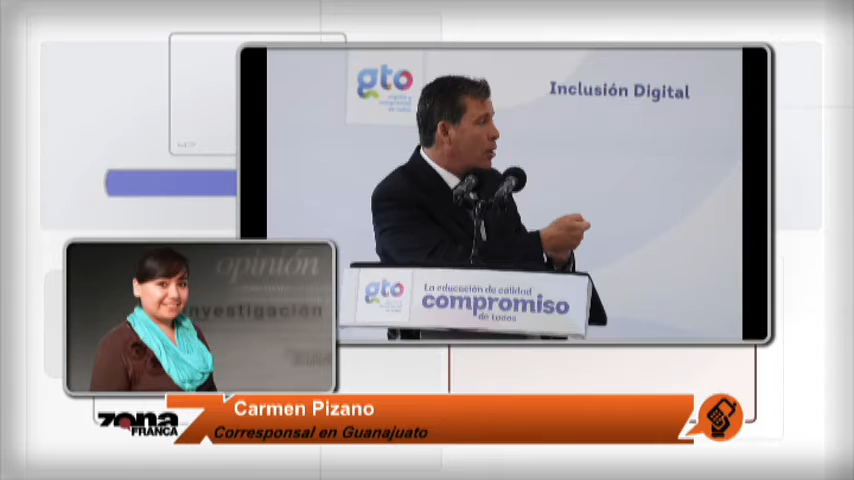 gto
Inclusión Digital
gto
La educación de calidad
compromiso
de todos
opinión
investigación
Carmen Pizano
Corresponsal en Guanajuato
zona
FRANCA